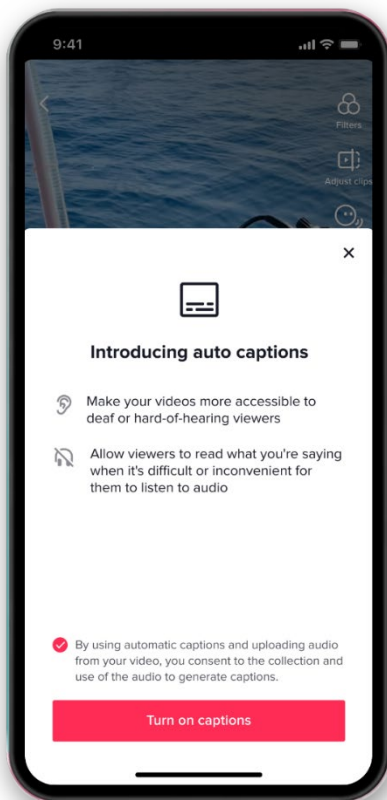 9:41
Filters
Adjust clips
Introducing auto captions
Make your videos more accessible to
deaf or hard-of-hearing viewers
Allow viewers to read what you're saying
when it's difficult or inconvenient for
them to listen to audio
By using automatic captions and uploading audio
from your video, you consent to the collection and
use of the audio to generate captions.
Turn on captions